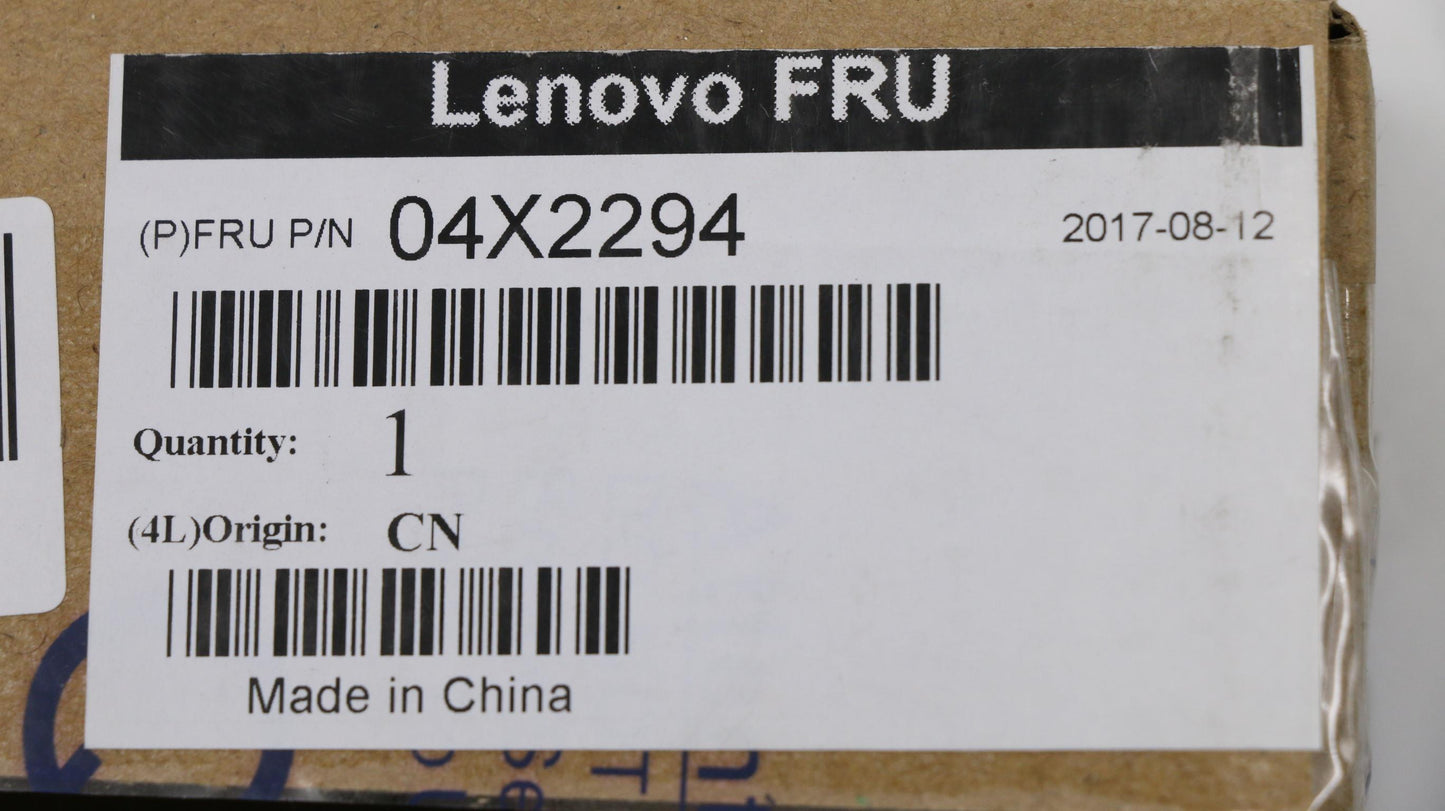 Lenovo FRU
(P)FRU P/N 04X2294 2017-08-12
Quantity: 1
(4L)Origin: CN
Made in China